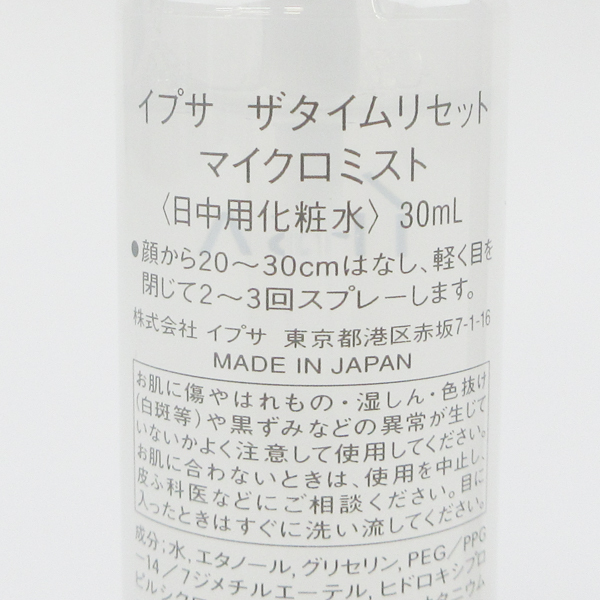 イプサ　ザタイムリセット
マイクロミスト
〈日中用化粧水〉30mL
●顔から20〜30cmはなし、軽く目を
閉じて2〜3回スプレーします。
株式会社 イプサ　東京都港区赤坂7-1-16
MADE IN JAPAN
お肌に傷やはれもの・湿しん・色抜け
(白斑等)や黒ずみなどの異常が生じて
いないかよく注意して使用してください。
お肌に合わないときは、使用を中止し、
皮ふ科医などにご相談ください。目に
入ったときはすぐに洗い流してください。
成分；水,エタノール,グリセリン,PEG／PPG
-14／7ジメチルエーテル,ヒドロキシプロ